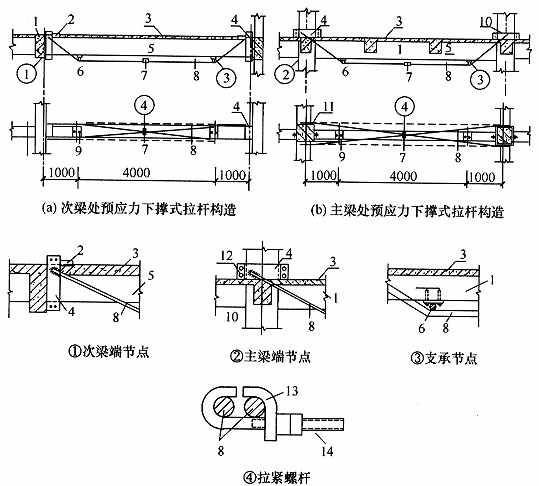 1 2 3 4
5
① 6 7 8 ③
④ 4
9 7 8
1000 4000 1000
(a) 次梁处预应力下撑式拉杆构造
4 3 10
1 5
② 6 7 8 ③
11 ④
9 7 8
1000 4000 1000
(b) 主梁处预应力下撑式拉杆构造
2 3
5
4 8
①次梁端节点
12 4 3
1
10 8
②主梁端节点
3
1
6 8
③支承节点
13
8 14
④拉紧螺杆